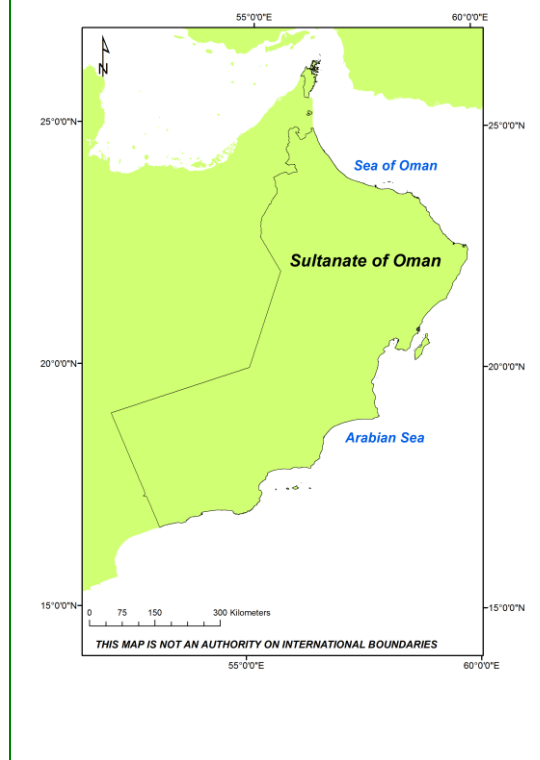 55°0'0"E 60°0'0"E
N
25°0'0"N 25°0'0"N
Sea of Oman
Sultanate of Oman
20°0'0"N 20°0'0"N
Arabian Sea
0 75 150 300 Kilometers
15°0'0"N 15°0'0"N
THIS MAP IS NOT AN AUTHORITY ON INTERNATIONAL BOUNDARIES
55°0'0"E 60°0'0"E